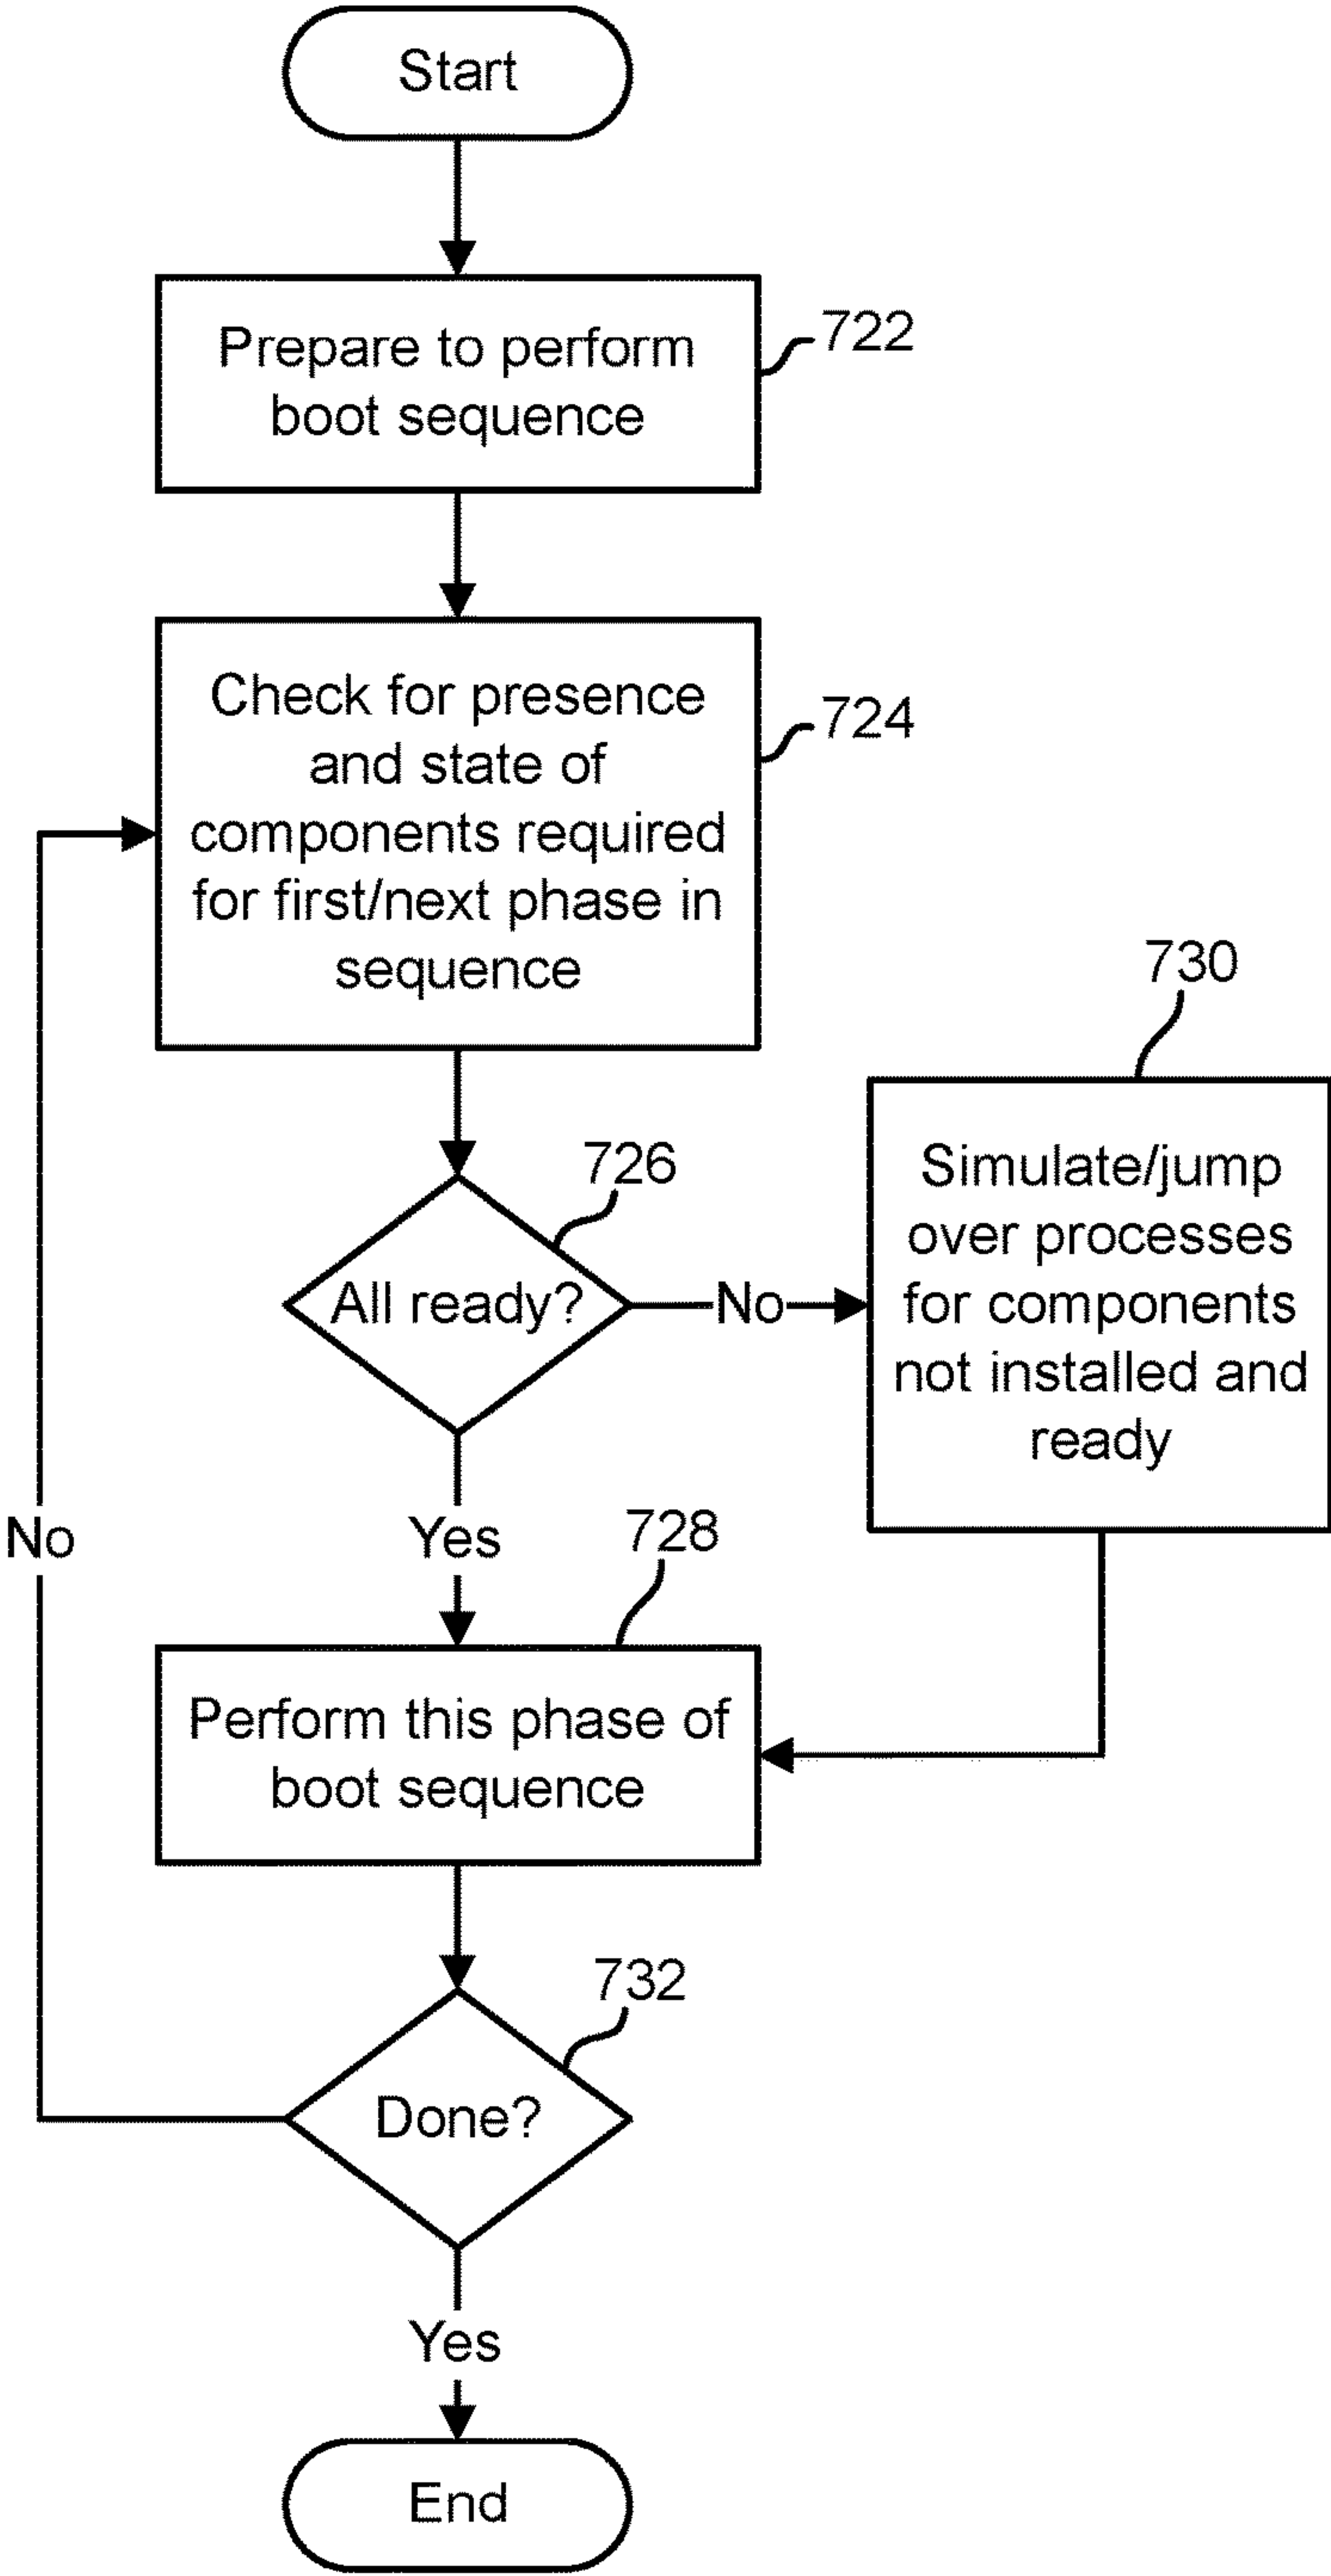 Start
Prepare to perform
boot sequence
722
Check for presence
and state of
components required
for first/next phase in
sequence
724
726
All ready?
No
730
Simulate/jump
over processes
for components
not installed and
ready
Yes
728
Perform this phase of
boot sequence
732
Done?
No
Yes
End